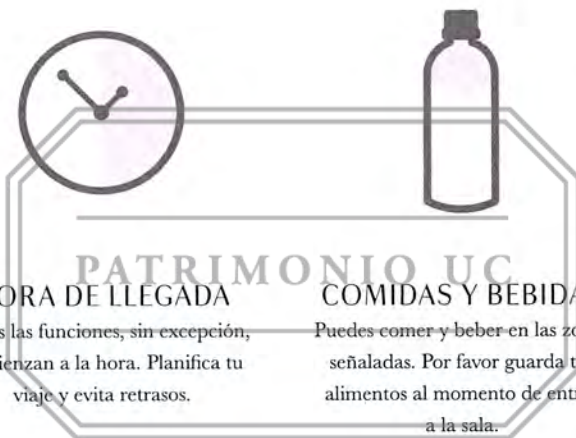 PATRIMONIO UC
ORA DE LLEGADA
s las funciones, sin excepción,
ienzan a la hora. Planifica tu
viaje y evita retrasos.
COMIDAS Y BEBIDA
Puedes comer y beber en las zo
señaladas. Por favor guarda t
alimentos al momento de entr
a la sala.